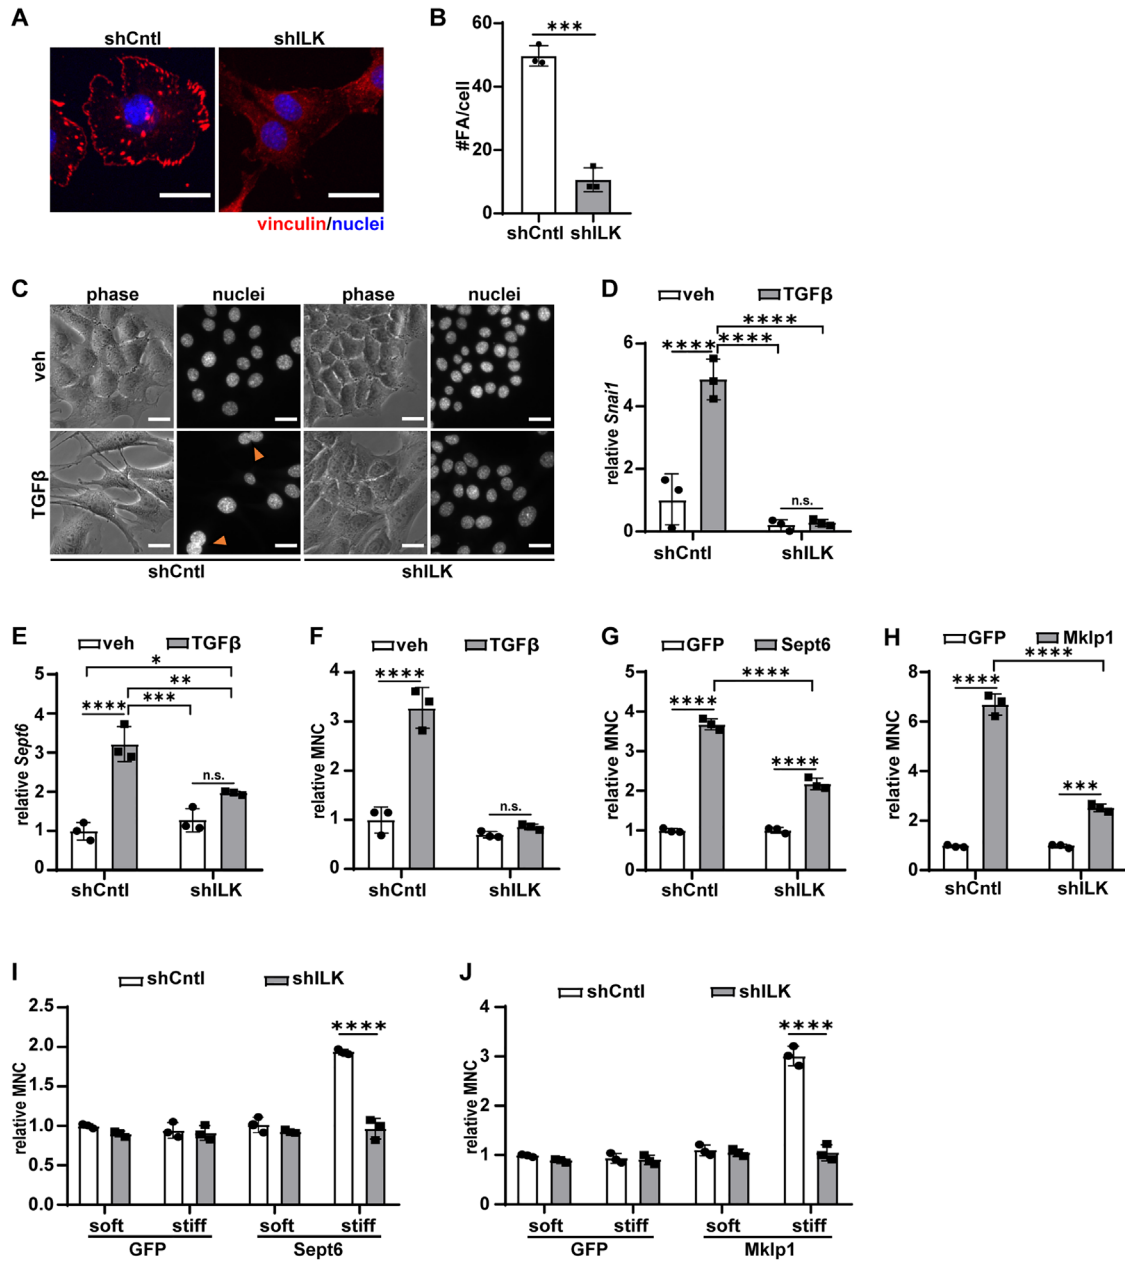 A
shCntl shILK
vinculin/nuclei
B
60
40
20
0
#FA/cell
***
shCntl shILK
C
phase nuclei phase nuclei
veh
TGFβ
shCntl shILK
D
veh TGFβ
****
**** ****
6
4
2
0
relative Snai1
n.s.
shCntl shILK
E
veh TGFβ
*
**
***
****
n.s.
5
4
3
2
1
0
relative Sept6
shCntl shILK
F
veh TGFβ
****
n.s.
4
3
2
1
0
relative MNC
shCntl shILK
G
GFP Sept6
****
****
****
5
4
3
2
1
0
relative MNC
shCntl shILK
H
GFP Mklp1
****
****
***
8
6
4
2
0
relative MNC
shCntl shILK
I
shCntl shILK
****
2.5
2.0
1.5
1.0
0.5
0.0
relative MNC
soft stiff soft stiff
GFP Sept6
J
shCntl shILK
****
4
3
2
1
0
relative MNC
soft stiff soft stiff
GFP Mklp1